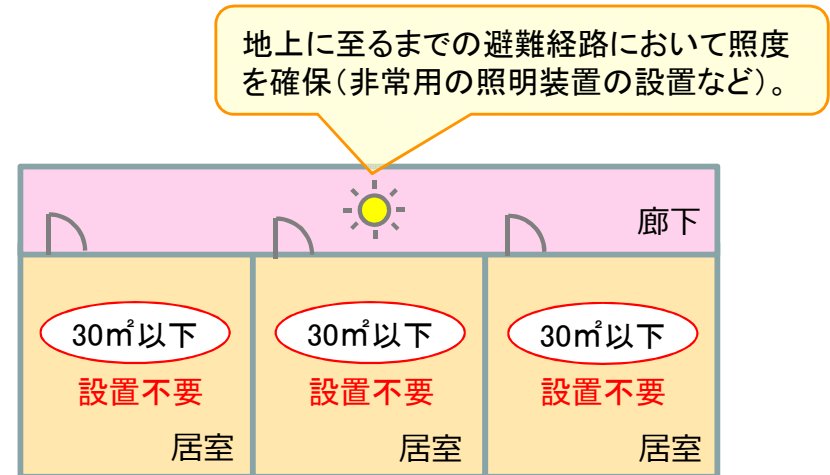 地上に至るまでの避難経路において照度
を確保（非常用の照明装置の設置など）。
廊下
30㎡以下
30㎡以下
30㎡以下
設置不要
設置不要
設置不要
居室
居室
居室